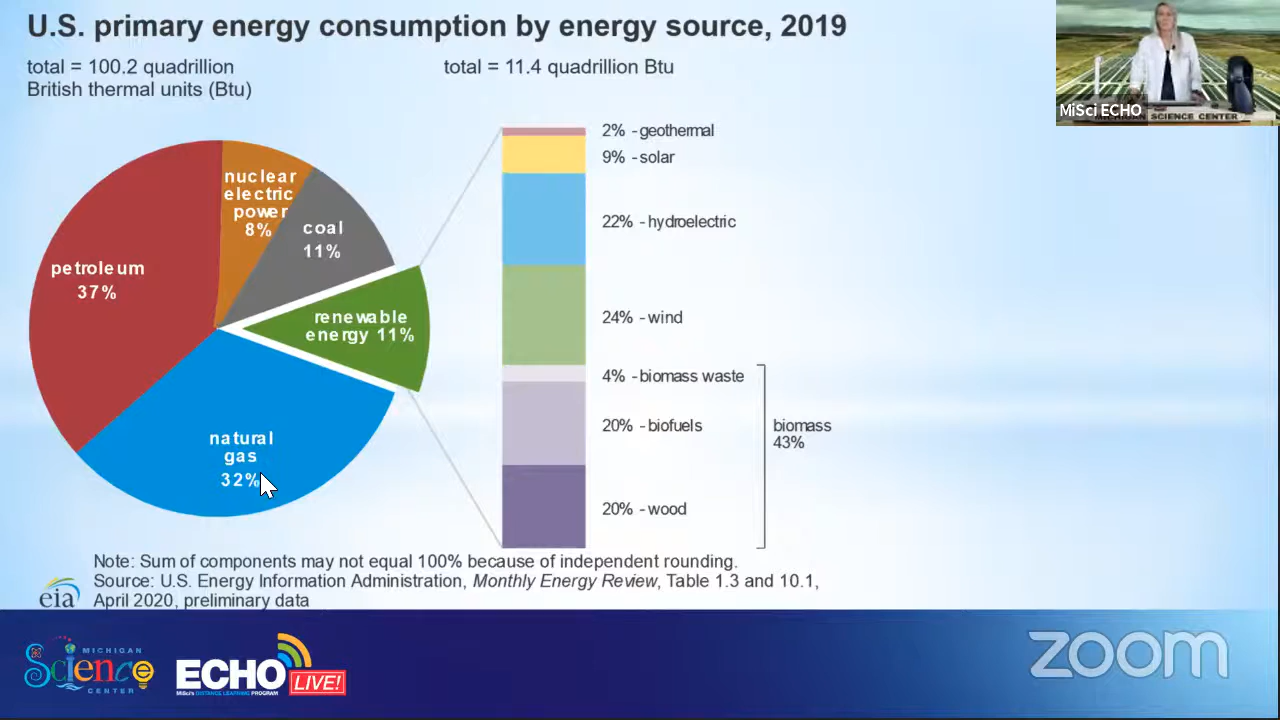 U.S. primary energy consumption by energy source, 2019
total = 100.2 quadrillion
British thermal units (Btu)
total = 11.4 quadrillion Btu
MiSci ECHO
SCIENCE CENTER
nuclear
electric
power
8%
coal
11%
petroleum
37%
renewable
energy 11%
natural
gas
32%
2% - geothermal
9% - solar
22% - hydroelectric
24% - wind
4% - biomass waste
20% - biofuels
20% - wood
biomass
43%
Note: Sum of components may not equal 100% because of independent rounding.
Source: U.S. Energy Information Administration, Monthly Energy Review, Table 1.3 and 10.1,
April 2020, preliminary data
eia
MICHIGAN
Science
CENTER
ECHO
LIVE!
MiSci's DISTANCE LEARNING PROGRAM
zoom